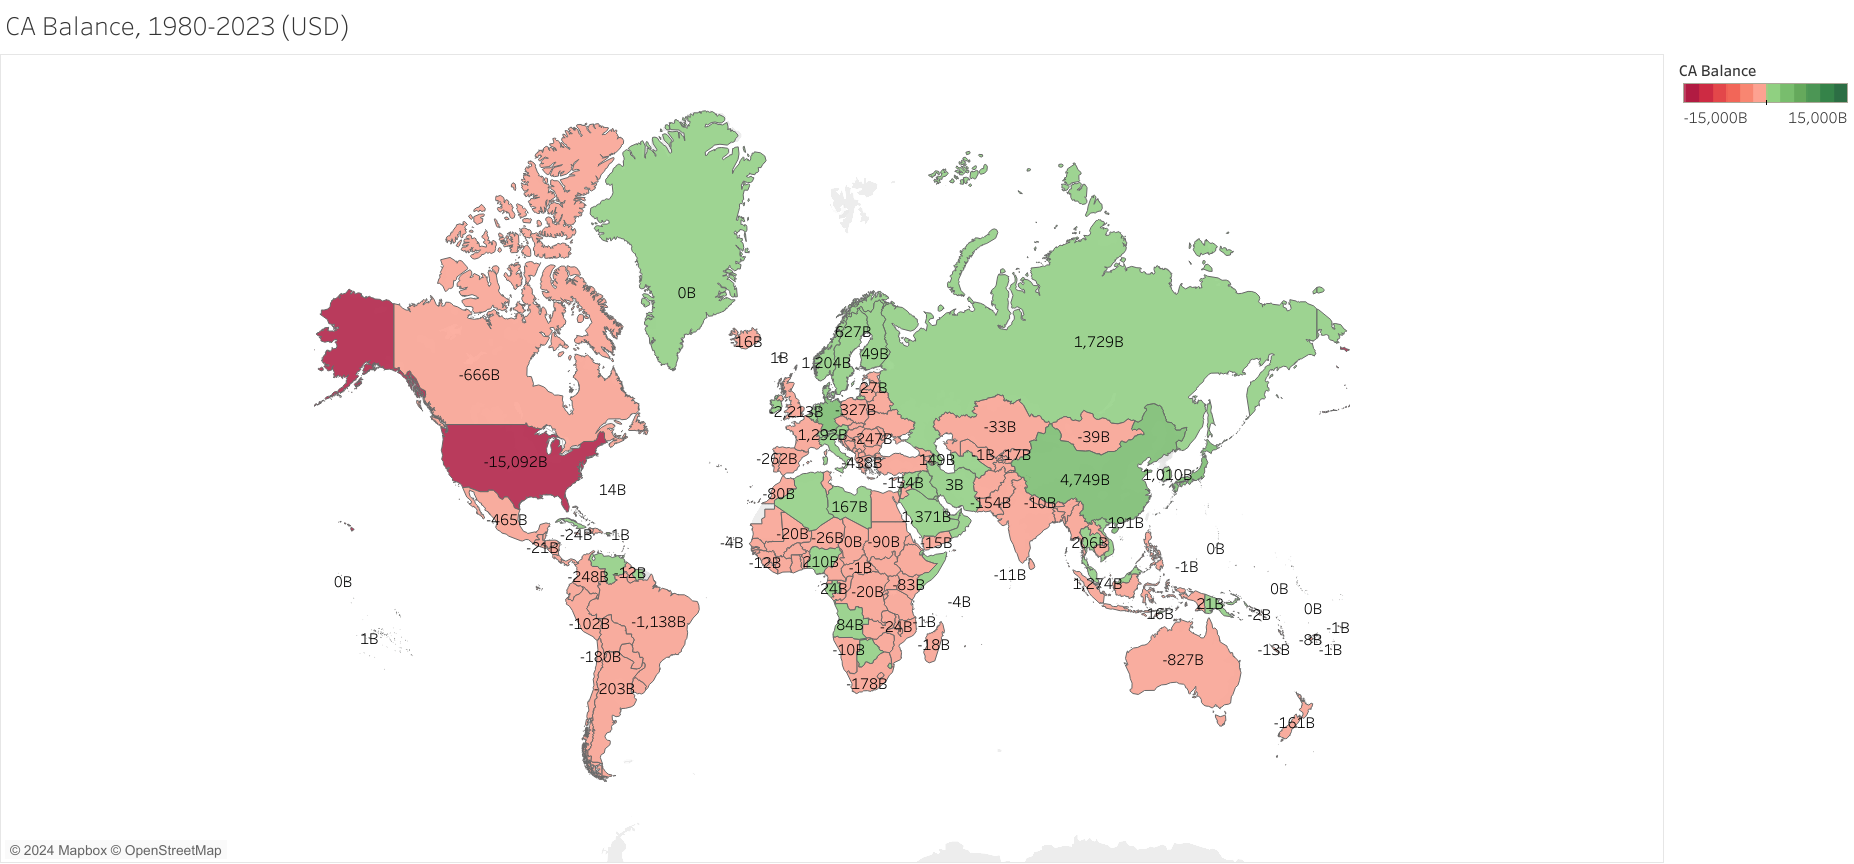 CA Balance, 1980-2023 (USD)
CA Balance
-15,000B 15,000B
0B
627B
-16B
1B
1,204B
49B
1,729B
-666B
-27B
-2,213B
-327B
1,292B
-247B
-33B
-39B
-15,092B
-262B
-438B
149B
-1B
-17B
4,749B
1,010B
14B
-80B
-154B
3B
-154B
-10B
167B
1,371B
191B
-465B
-24B
-1B
-20B
-26B
0B
-90B
-15B
206B
-4B
-21B
0B
-12B
210B
-1B
-1B
-248B
-12B
-11B
0B
24B
-20B
-83B
1,274B
0B
-4B
21B
0B
1B
-102B
-1,138B
84B
-24B
-1B
-16B
-2B
-1B
-180B
-10B
-18B
-827B
-13B
-8B
-1B
-203B
-178B
-161B
© 2024 Mapbox © OpenStreetMap